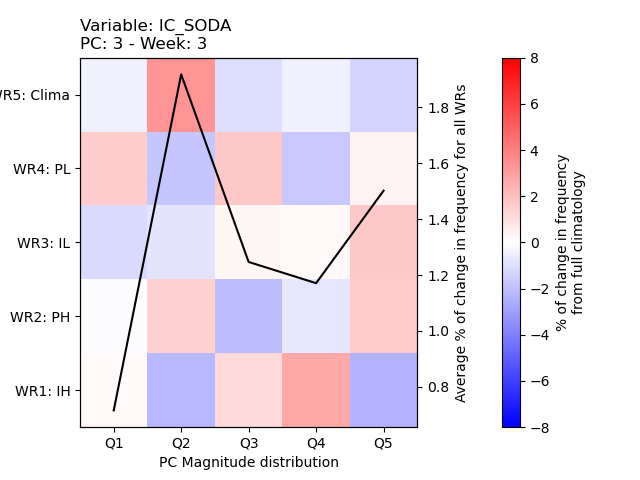 Variable: IC_SODA
PC: 3 - Week: 3
WR5: Clima
WR4: PL
WR3: IL
WR2: PH
WR1: IH
Q1 Q2 Q3 Q4 Q5
PC Magnitude distribution
1.8
1.6
1.4
1.2
1.0
0.8
Average % of change in frequency for all WRs
8
6
4
2
0
−2
−4
−6
−8
% of change in frequency
from full climatology